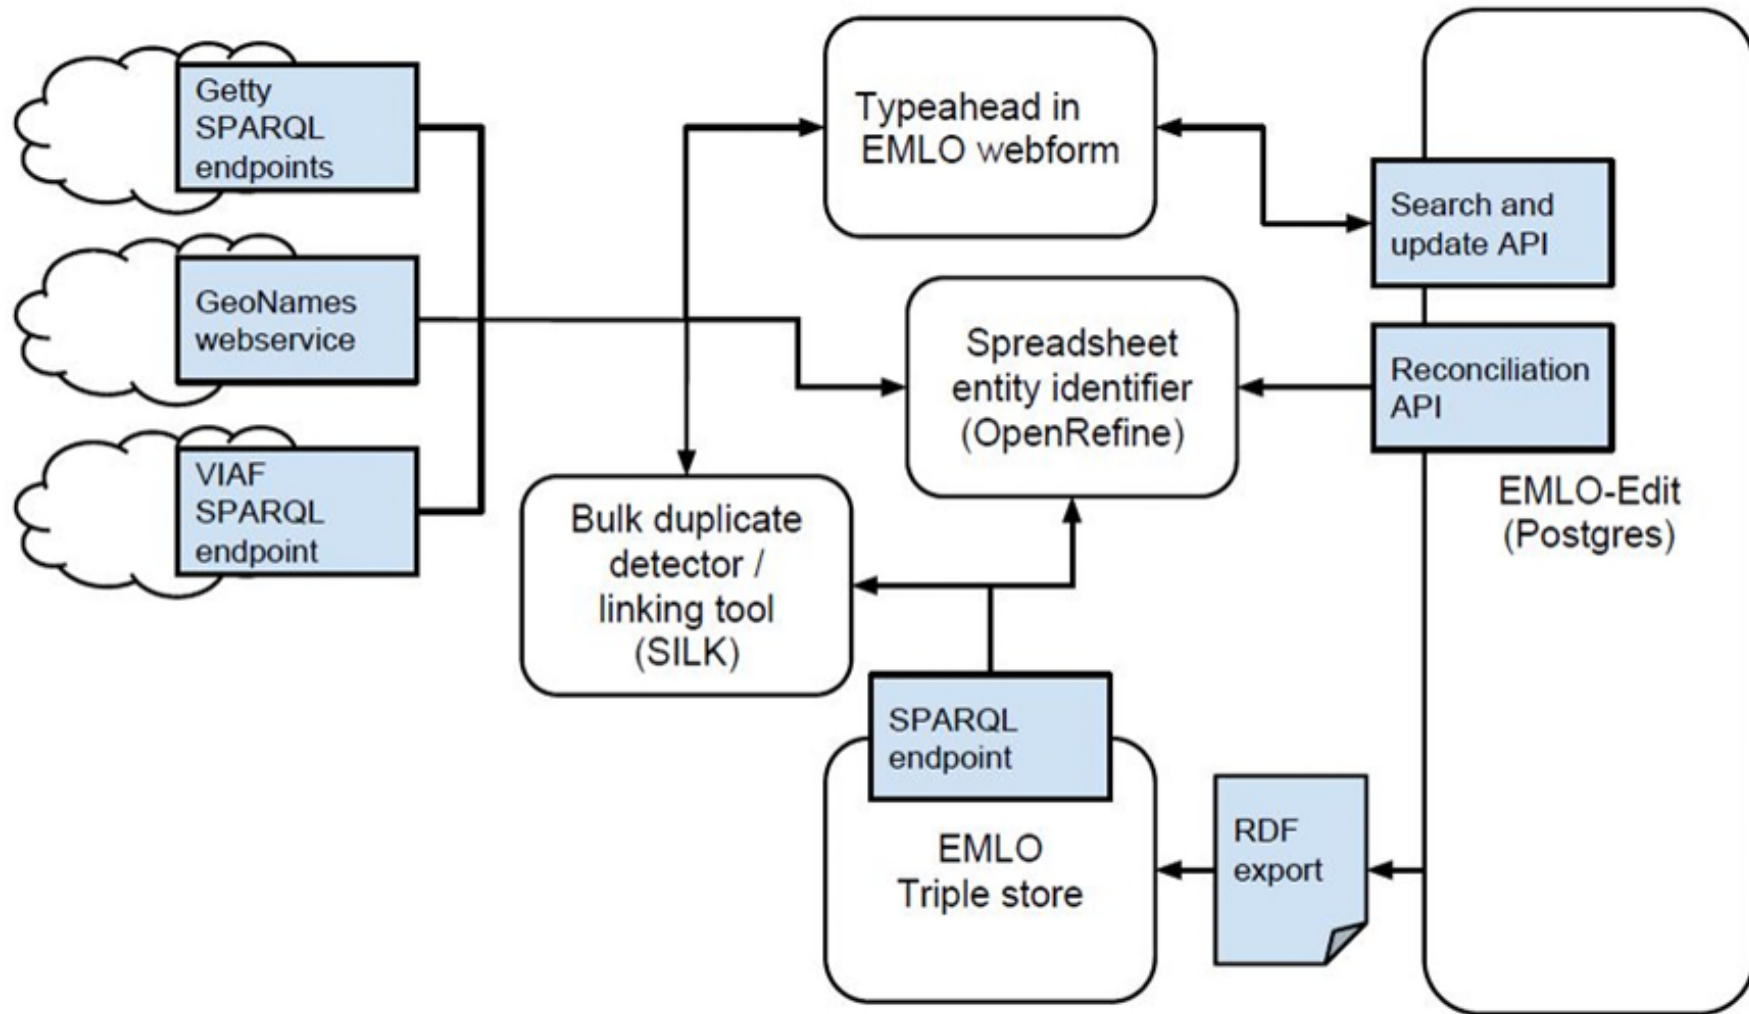 Getty
SPARQL
endpoints
GeoNames
webservice
VIAF
SPARQL
endpoint
Typeahead in
EMLO webform
Spreadsheet
entity identifier
(OpenRefine)
Bulk duplicate
detector /
linking tool
(SILK)
SPARQL
endpoint
EMLO
Triple store
RDF
export
Search and
update API
Reconciliation
API
EMLO-Edit
(Postgres)